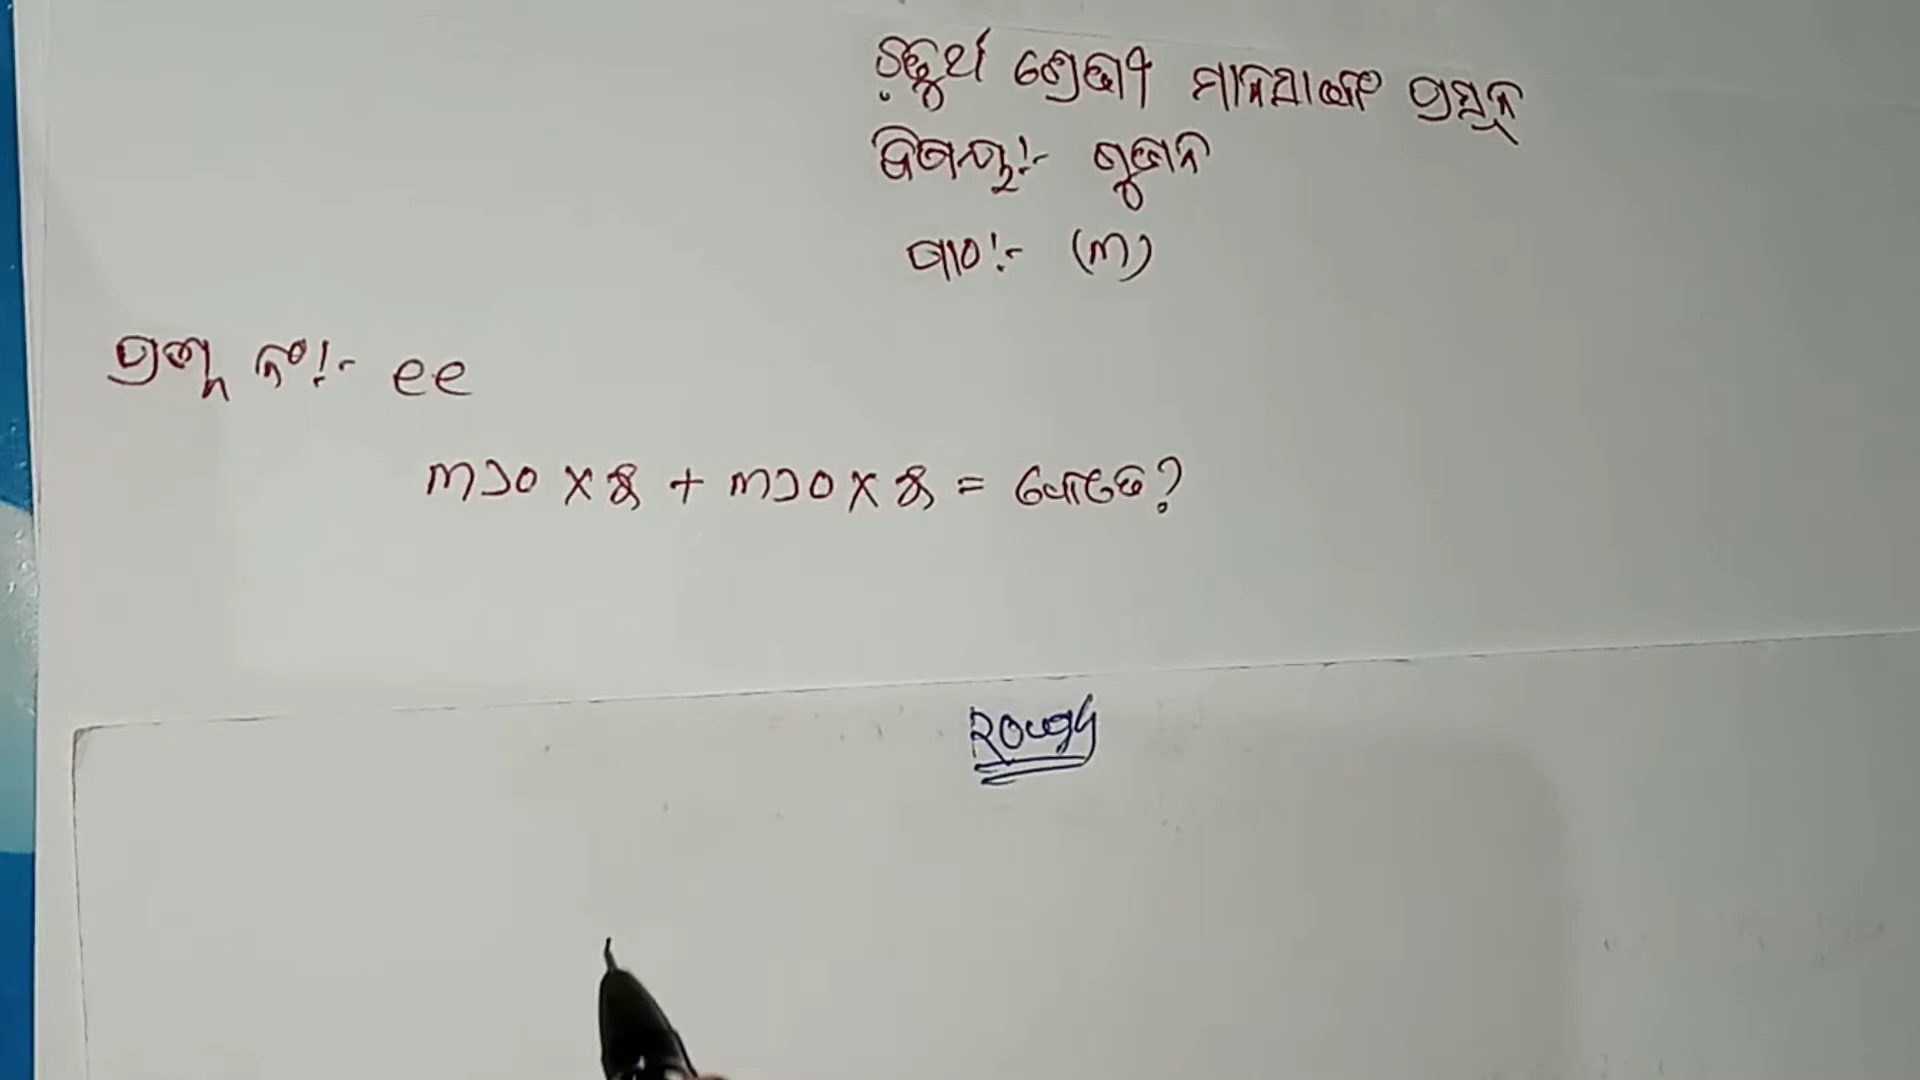 ଚତୁର୍ଥ ଶ୍ରେଣୀ ମାନସାଙ୍କ ପ୍ରଶ୍ନ
ବିଷୟ:- ଗୁଣନ
ପାଠ:- (୩)
ପ୍ରଶ୍ନ ନଂ:- ୧୧
୩୨୦ × ୫ + ୩୨୦ × ୫ = କେତେ?
Rough